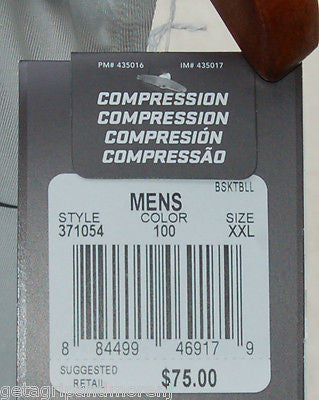 PM# 435016 IM# 435017
COMPRESSION
COMPRESSION
COMPRESIÓN
COMPRESSÃO
BSKTBLL
MENS
STYLE COLOR SIZE
371054 100 XXL
8 84499 46917 9
SUGGESTED
RETAIL $75.00
getagripandmorenj